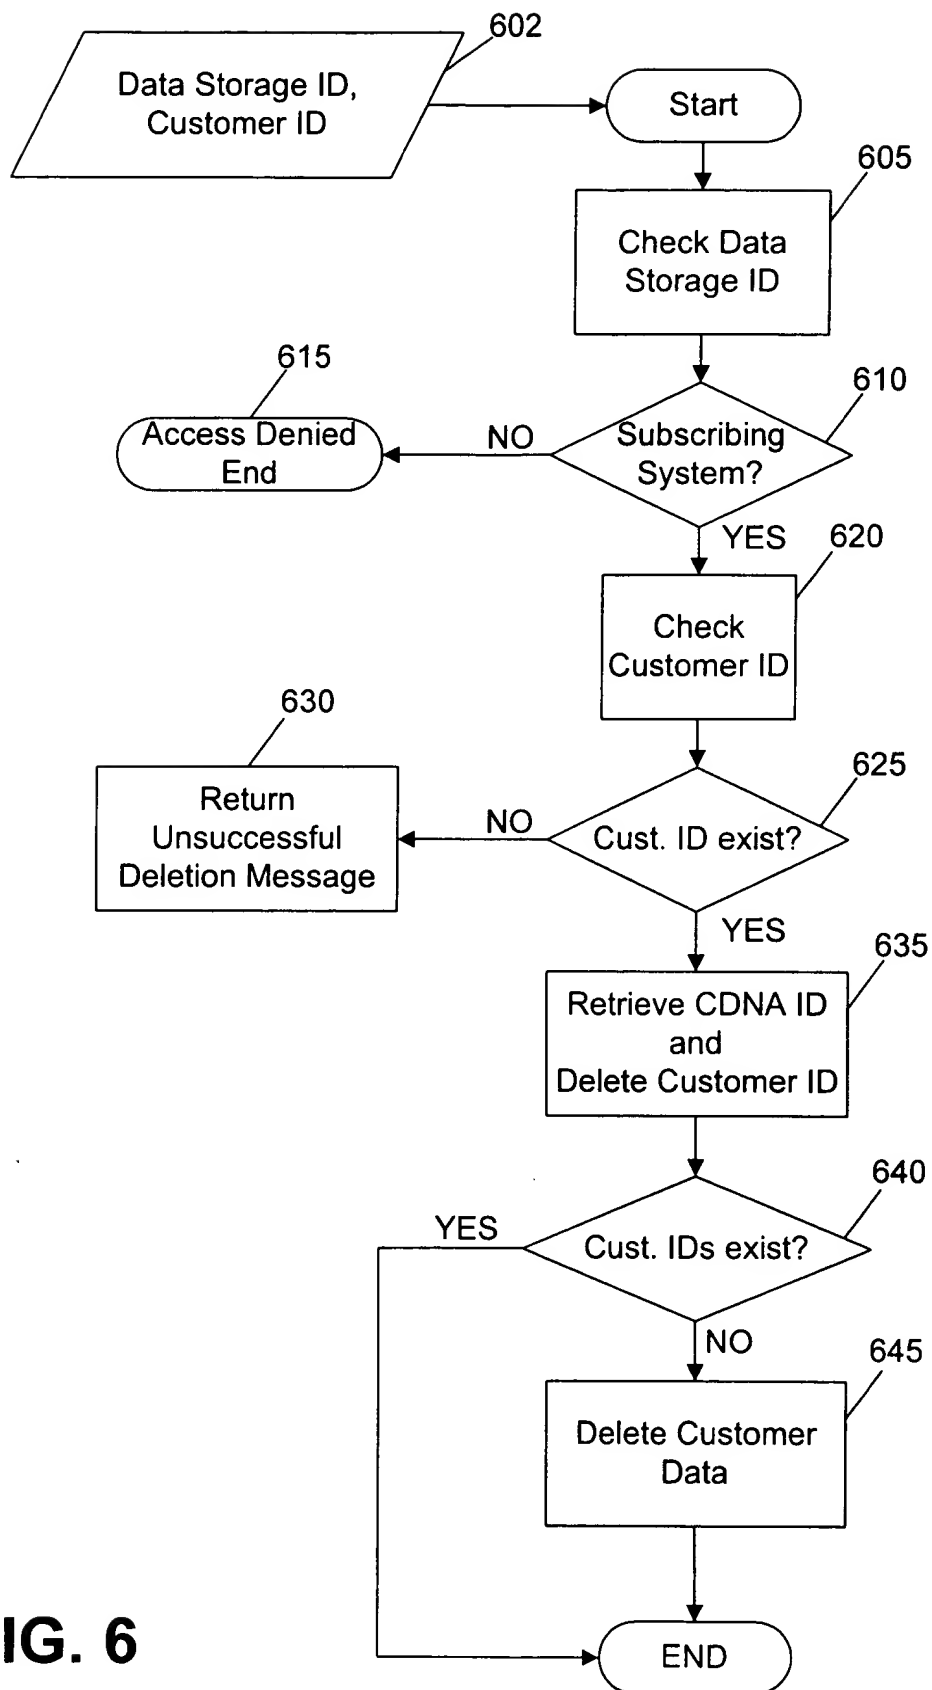 602
Data Storage ID,
Customer ID
Start
605
Check Data
Storage ID
615
610
Access Denied
End
NO
Subscribing
System?
YES
620
Check
Customer ID
630
625
Return
Unsuccessful
Deletion Message
NO
Cust. ID exist?
YES
635
Retrieve CDNA ID
and
Delete Customer ID
640
YES
Cust. IDs exist?
NO
645
Delete Customer
Data
END
IG. 6